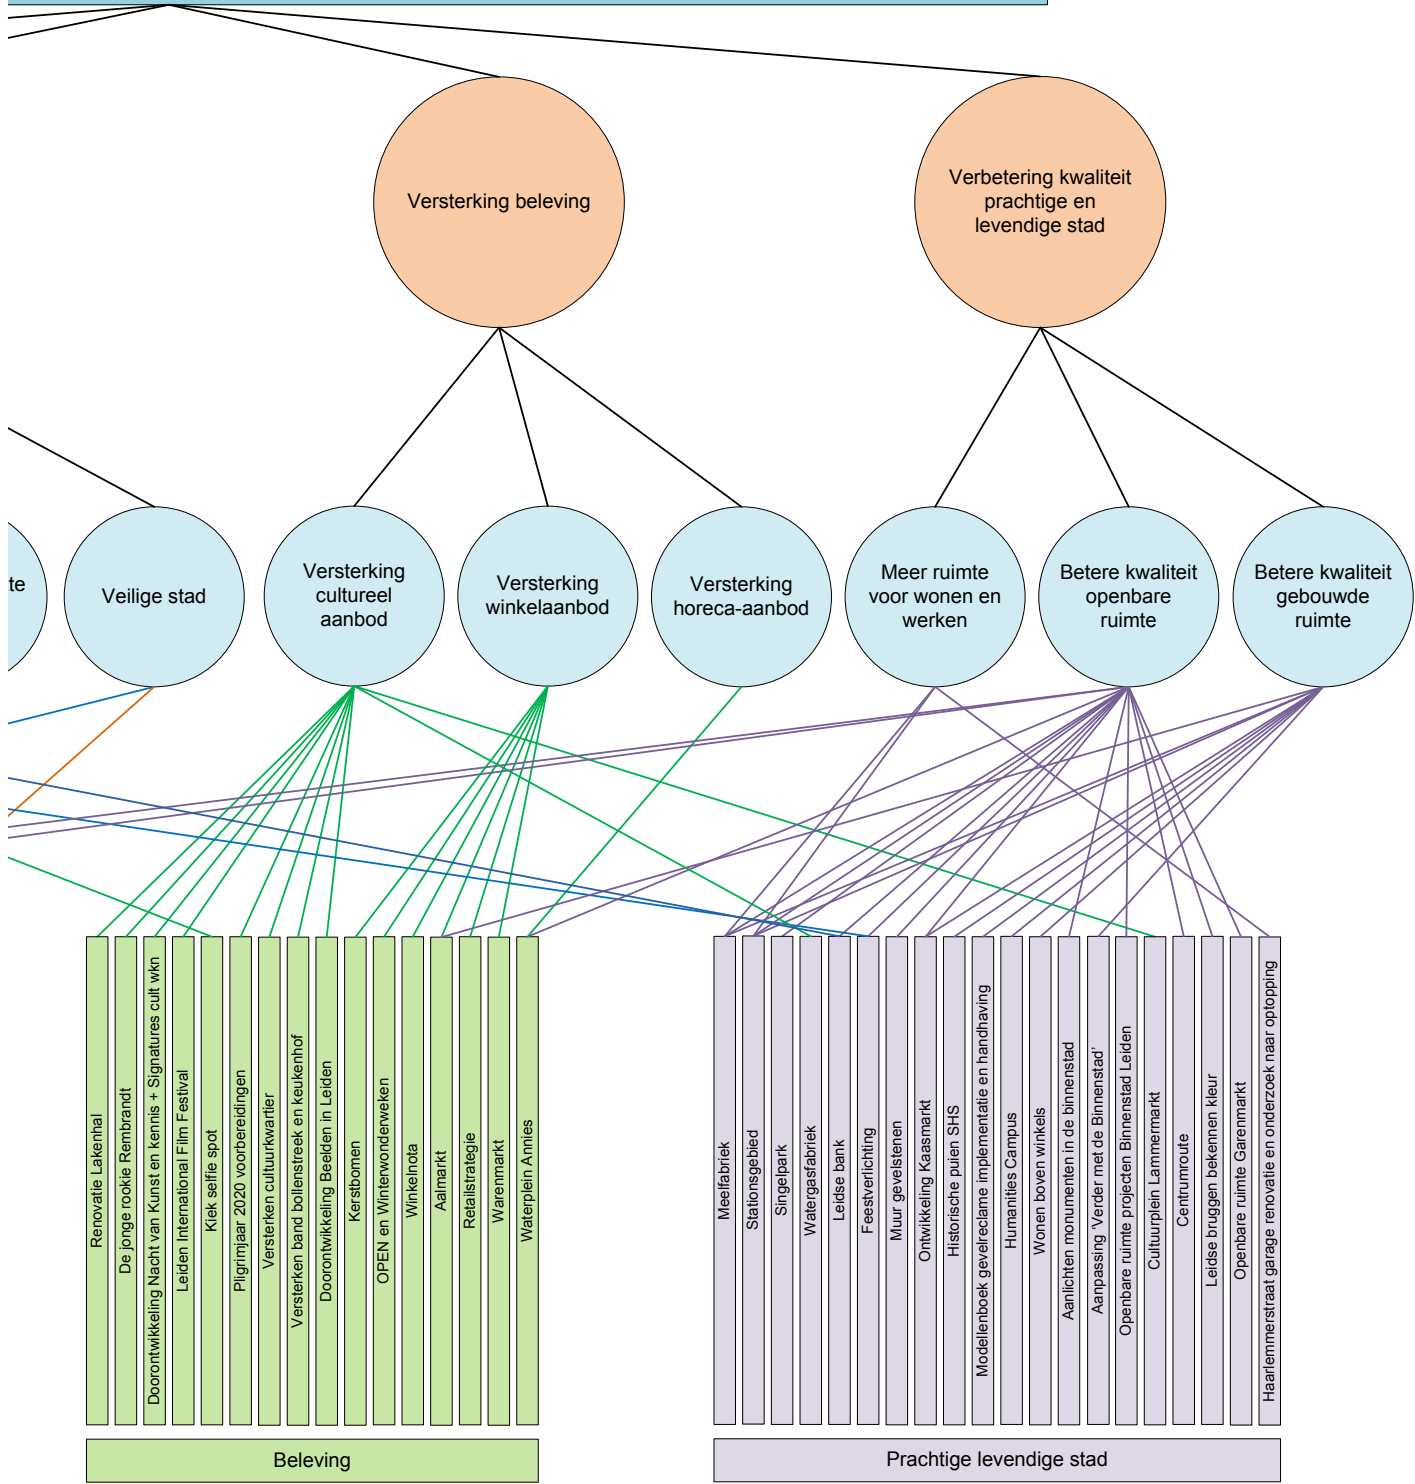 Versterking beleving
Verbetering kwaliteit
prachtige en
levendige stad
te
Veilige stad
Versterking
cultureel
aanbod
Versterking
winkelaanbod
Versterking
horeca-aanbod
Meer ruimte
voor wonen en
werken
Betere kwaliteit
openbare
ruimte
Betere kwaliteit
gebouwde
ruimte
Renovatie Lakenhal
De jonge rookie Rembrandt
Doorontwikkeling Nacht van Kunst en kennis + Signatures cult wkn
Leiden International Film Festival
Kiek selfie spot
Pligrimjaar 2020 voorbereidingen
Versterken cultuurkwartier
Versterken band bollenstreek en keukenhof
Doorontwikkeling Beelden in Leiden
Kerstbomen
OPEN en Winterwonderweken
Winkelnota
Aalmarkt
Retailstrategie
Warenmarkt
Waterplein Annies
Meelfabriek
Stationsgebied
Singelpark
Watergasfabriek
Leidse bank
Feestverlichting
Muur gevelstenen
Ontwikkeling Kaasmarkt
Historische puien SHS
Modellenboek gevelreclame implementatie en handhaving
Humanities Campus
Wonen boven winkels
Aanlichten monumenten in de binnenstad
Aanpassing ‘Verder met de Binnenstad’
Openbare ruimte projecten Binnenstad Leiden
Cultuurplein Lammermarkt
Centrumroute
Leidse bruggen bekennen kleur
Openbare ruimte Garenmarkt
Haarlemmerstraat garage renovatie en onderzoek naar optopping
Beleving
Prachtige levendige stad